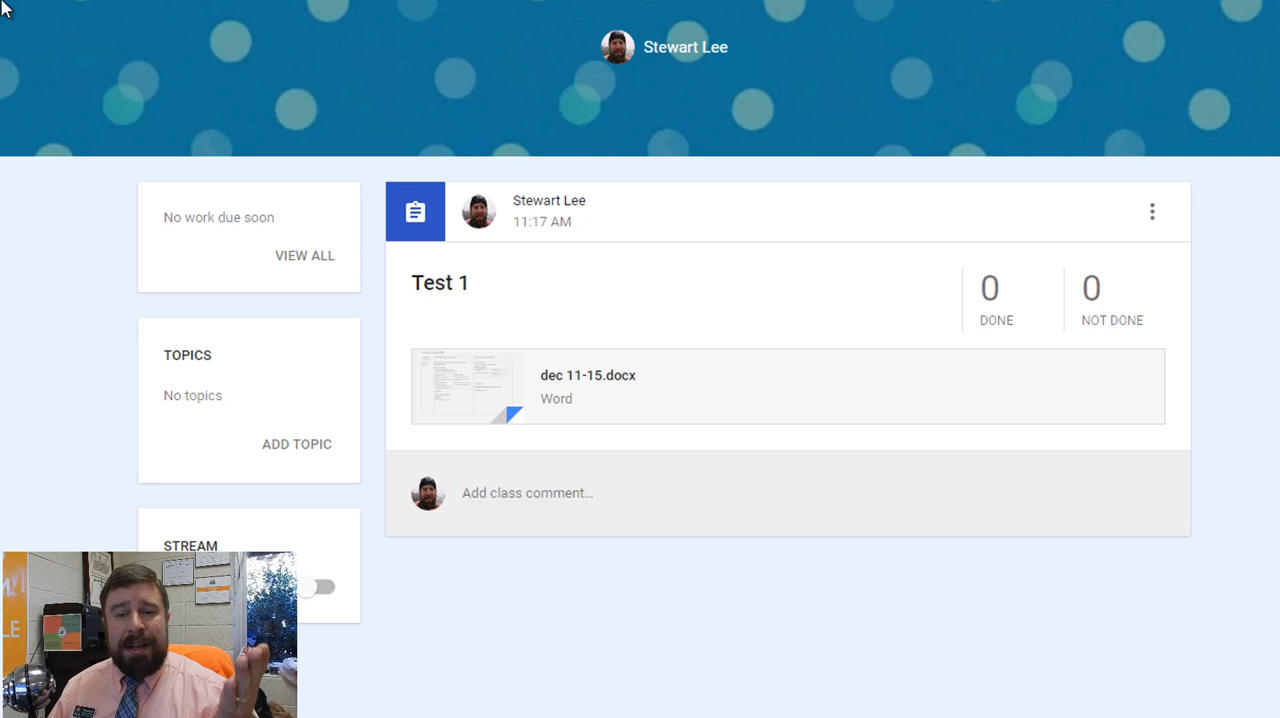 Stewart Lee
No work due soon
VIEW ALL
TOPICS
No topics
ADD TOPIC
STREAM
Stewart Lee
11:17 AM
Test 1
0
DONE
0
NOT DONE
dec 11-15.docx
Word
Add class comment...